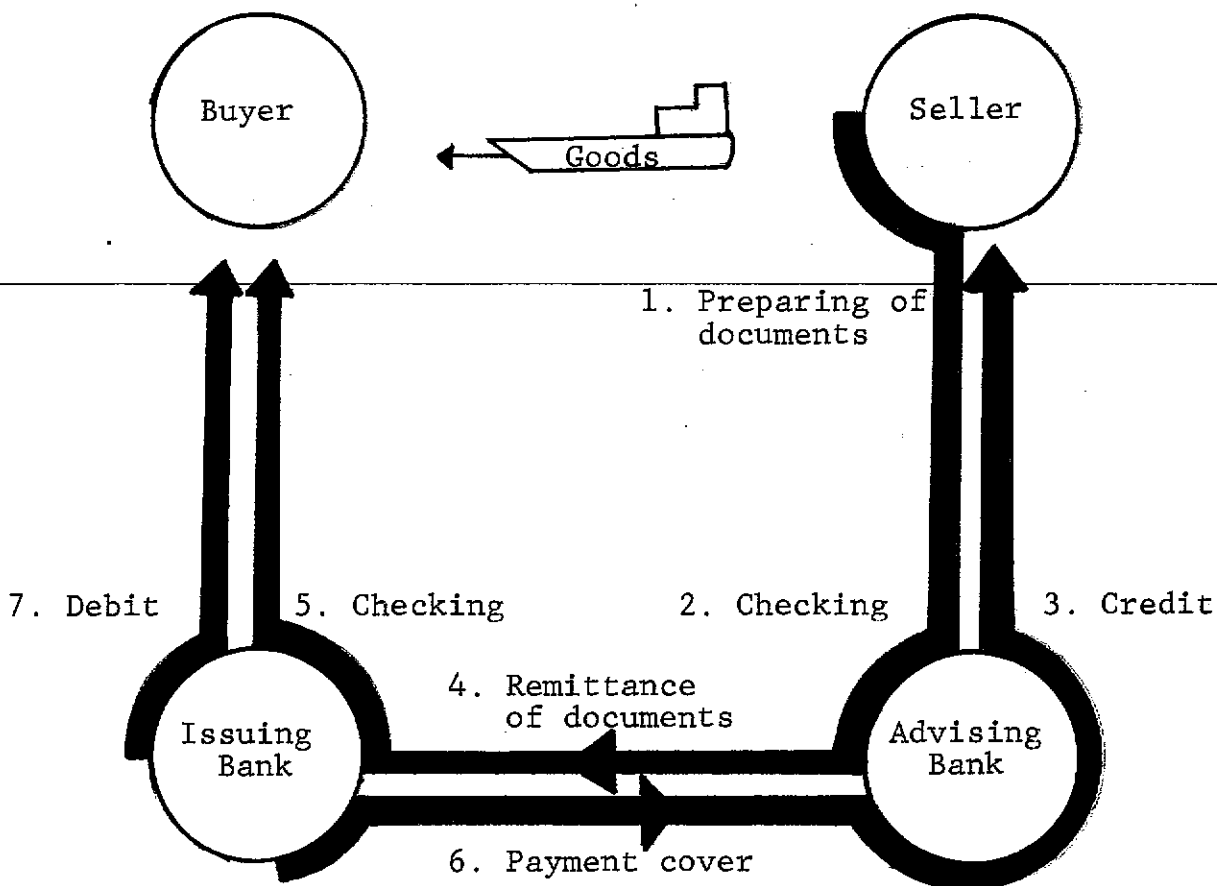 Buyer
Goods
Seller
1. Preparing of
documents
7. Debit
5. Checking
2. Checking
3. Credit
4. Remittance
of documents
Issuing
Bank
Advising
Bank
6. Payment cover